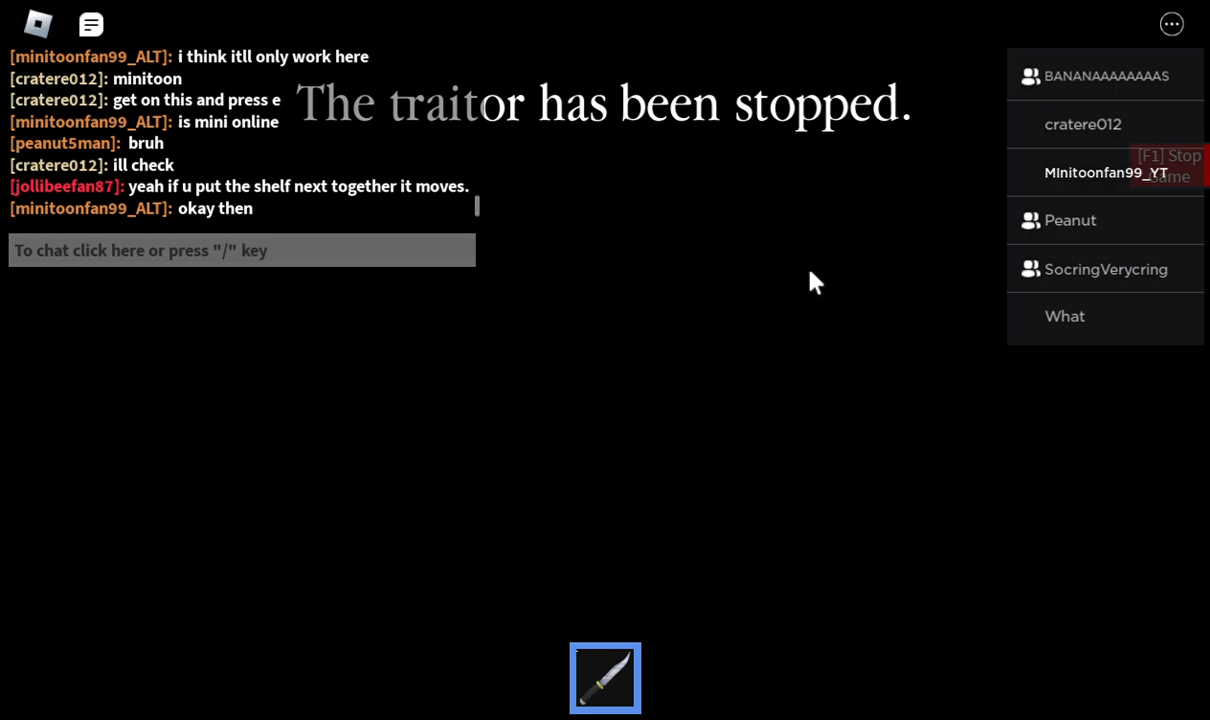 [minitoonfan99_ALT]: i think itll only work here
[cratere012]: minitoon
[cratere012]: get on this and press e
[minitoonfan99_ALT]: is mini online
[peanut5man]: bruh
[cratere012]: ill check
[jollibeefan87]: yeah if u put the shelf next together it moves.
[minitoonfan99_ALT]: okay then
To chat click here or press "/" key
The traitor has been stopped.
BANANAAAAAAAAS
cratere012
[F1] Stop
Game
MInitoonfan99_YT
Peanut
SocringVerycring
What